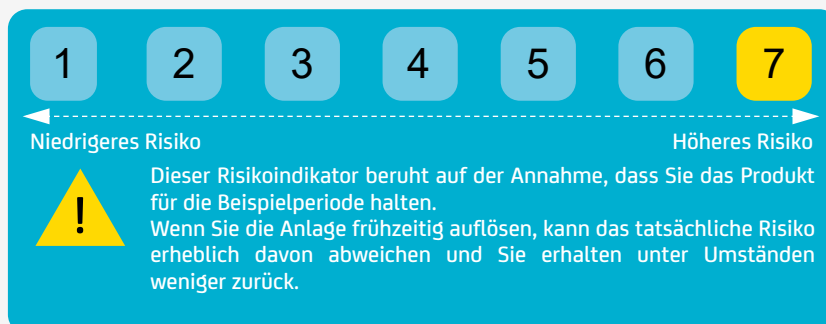 1 2 3 4 5 6 7
Niedrigeres Risiko Höheres Risiko
Dieser Risikoindikator beruht auf der Annahme, dass Sie das Produkt
für die Beispielperiode halten.
Wenn Sie die Anlage frühzeitig auflösen, kann das tatsächliche Risiko
erheblich davon abweichen und Sie erhalten unter Umständen
weniger zurück.
!